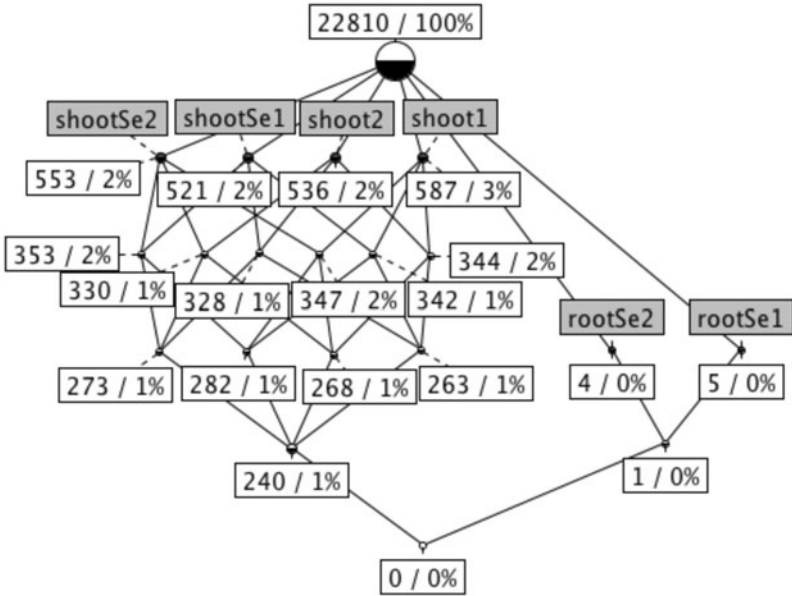 22810 / 100%
shootSe2 shootSe1 shoot2 shoot1
553 / 2% 521 / 2% 536 / 2% 587 / 3%
353 / 2% 344 / 2%
330 / 1% 328 / 1% 347 / 2% 342 / 1%
rootSe2 rootSe1
273 / 1% 282 / 1% 268 / 1% 263 / 1% 4 / 0% 5 / 0%
240 / 1% 1 / 0%
0 / 0%